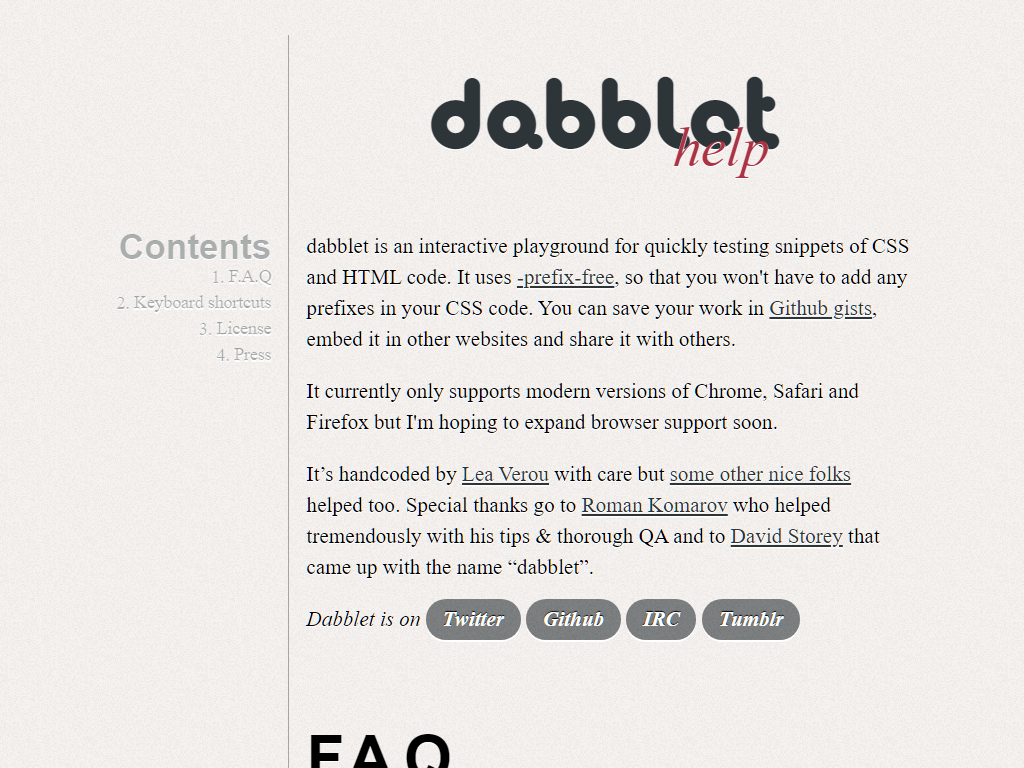 dabblet
help
Contents
1. F.A.Q
2. Keyboard shortcuts
3. License
4. Press
dabblet is an interactive playground for quickly testing snippets of CSS
and HTML code. It uses -prefix-free, so that you won't have to add any
prefixes in your CSS code. You can save your work in Github gists,
embed it in other websites and share it with others.
It currently only supports modern versions of Chrome, Safari and
Firefox but I'm hoping to expand browser support soon.
It’s handcoded by Lea Verou with care but some other nice folks
helped too. Special thanks go to Roman Komarov who helped
tremendously with his tips & thorough QA and to David Storey that
came up with the name “dabblet”.
Dabblet is on Twitter Github IRC Tumblr
F.A.Q